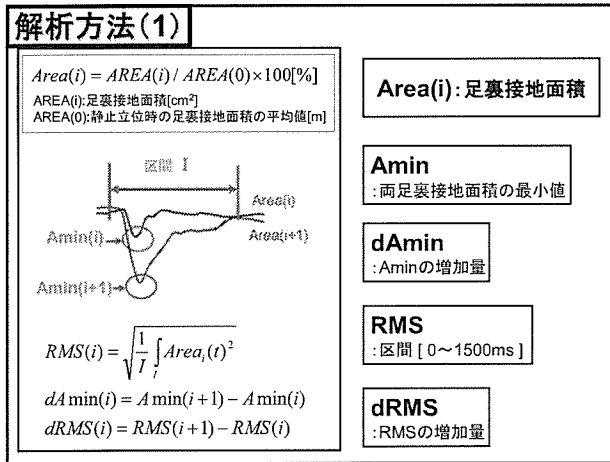 解析方法(1)
Area(i) = AREA(i) / AREA(0)×100[%]
AREA(i):足裏接地面積[cm²]
AREA(0):静止立位時の足裏接地面積の平均値[m]
区間 I
Area(i)
Area(i+1)
Amin(i)
Amin(i+1)
RMS(i) = √(1/I ∫_I Area_i(t)²)
dA min(i) = A min(i+1) − A min(i)
dRMS(i) = RMS(i+1) − RMS(i)
Area(i):足裏接地面積
Amin
:両足裏接地面積の最小値
dAmin
:Aminの増加量
RMS
:区間 [ 0～1500ms ]
dRMS
:RMSの増加量